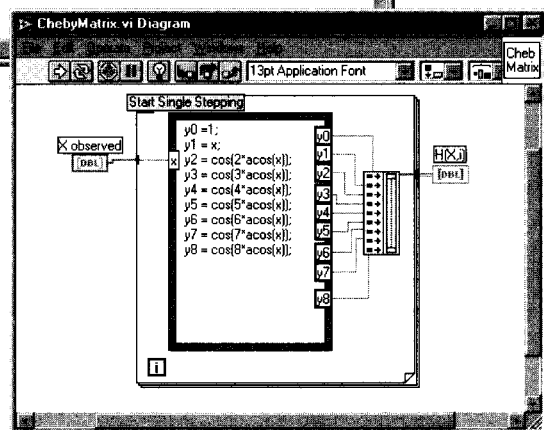 ChebyMatrix.vi Diagram
Cheb
Matrix
13pt Application Font
Start Single Stepping
X observed
[DBL]
x
y0 =1;
y1 = x;
y2 = cos(2*acos(x));
y3 = cos(3*acos(x));
y4 = cos(4*acos(x));
y5 = cos(5*acos(x));
y6 = cos(6*acos(x));
y7 = cos(7*acos(x));
y8 = cos(8*acos(x));
y0
y1
y2
y3
y4
y5
y6
y7
y8
H(X,i)
[DBL]
i